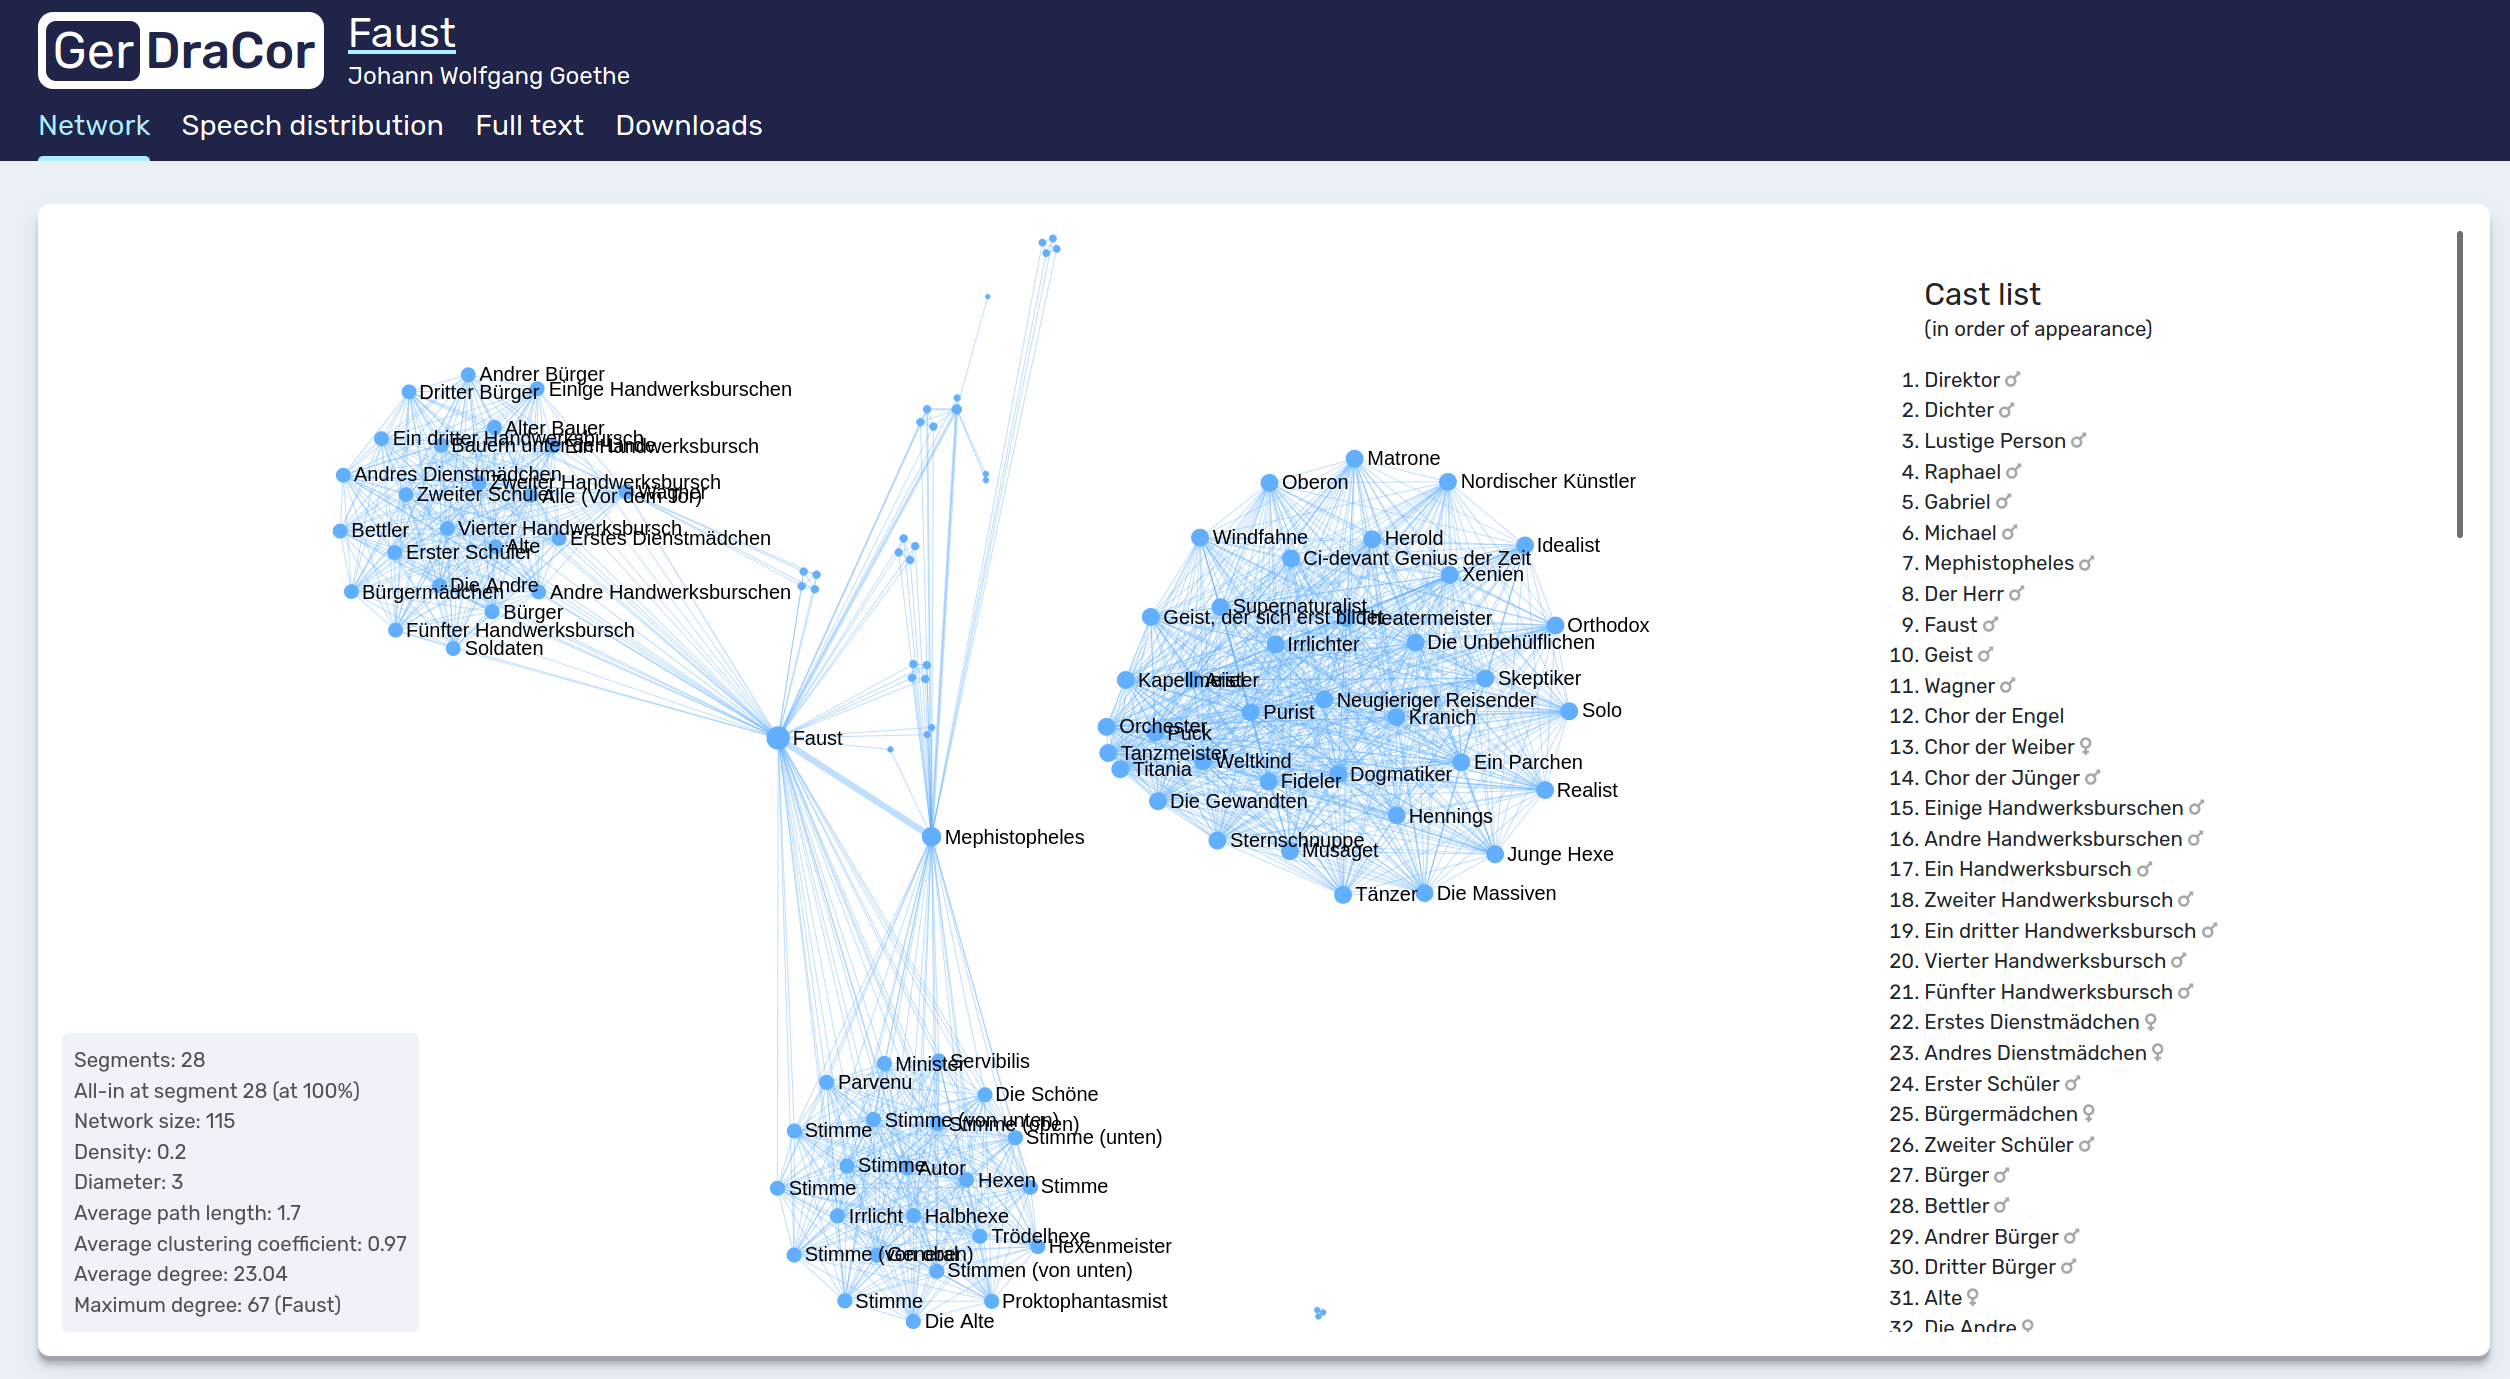 GerDraCor
Faust
Johann Wolfgang Goethe
Network Speech distribution Full text Downloads
Andrer Bürger
Dritter Bürger
Einige Handwerksburschen
Alter Bauer
Ein dritter Handwerksbursch
Bauern unter der Linde
Ein Handwerksbursch
Andres Dienstmädchen
Zweiter Handwerksbursch
Zweiter Schüler
Alle (Vor dem Tor)
Wagner
Bettler
Vierter Handwerksbursch
Erstes Dienstmädchen
Alte
Erster Schüler
Die Andre
Bürgermädchen
Andre Handwerksburschen
Bürger
Fünfter Handwerksbursch
Soldaten
Faust
Mephistopheles
Matrone
Oberon
Nordischer Künstler
Windfahne
Herold
Idealist
Ci-devant Genius der Zeit
Xenien
Supernaturalist
Geist, der sich erst bildet
Theatermeister
Orthodox
Irrlichter
Die Unbehülflichen
Kapellmeister
Ariel
Skeptiker
Neugieriger Reisender
Purist
Kranich
Solo
Orchester
Puck
Tanzmeister
Weltkind
Ein Parchen
Titania
Dogmatiker
Fideler
Realist
Die Gewandten
Hennings
Sternschnuppe
Musaget
Junge Hexe
Tänzer
Die Massiven
Minister
Servibilis
Parvenu
Die Schöne
Stimme (von unten)
Stimme (oben)
Stimme
Stimme (unten)
Stimme
Autor
Hexen
Stimme
Stimme
Irrlicht
Halbhexe
Trödelhexe
Hexenmeister
Stimme (von oben)
General
Stimmen (von unten)
Stimme
Proktophantasmist
Die Alte
Segments: 28
All-in at segment 28 (at 100%)
Network size: 115
Density: 0.2
Diameter: 3
Average path length: 1.7
Average clustering coefficient: 0.97
Average degree: 23.04
Maximum degree: 67 (Faust)
Cast list
(in order of appearance)
1. Direktor ♂
2. Dichter ♂
3. Lustige Person ♂
4. Raphael ♂
5. Gabriel ♂
6. Michael ♂
7. Mephistopheles ♂
8. Der Herr ♂
9. Faust ♂
10. Geist ♂
11. Wagner ♂
12. Chor der Engel
13. Chor der Weiber ♀
14. Chor der Jünger ♂
15. Einige Handwerksburschen ♂
16. Andre Handwerksburschen ♂
17. Ein Handwerksbursch ♂
18. Zweiter Handwerksbursch ♂
19. Ein dritter Handwerksbursch ♂
20. Vierter Handwerksbursch ♂
21. Fünfter Handwerksbursch ♂
22. Erstes Dienstmädchen ♀
23. Andres Dienstmädchen ♀
24. Erster Schüler ♂
25. Bürgermädchen ♀
26. Zweiter Schüler ♂
27. Bürger ♂
28. Bettler ♂
29. Andrer Bürger ♂
30. Dritter Bürger ♂
31. Alte ♀
32. Die Andre ♀